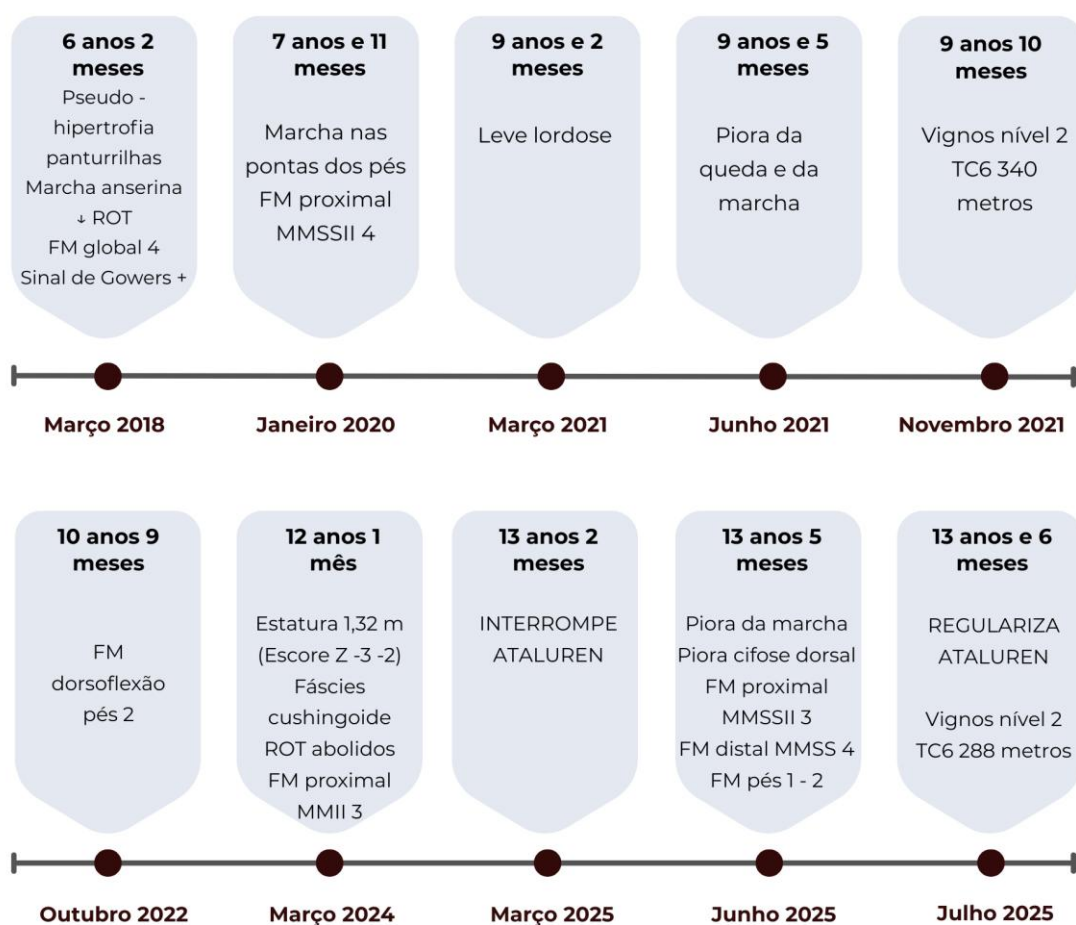 6 anos 2
meses
Pseudo -
hipertrofia
panturrilhas
Marcha anserina
↓ ROT
FM global 4
Sinal de Gowers +
7 anos e 11
meses
Marcha nas
pontas dos pés
FM proximal
MMSSII 4
9 anos e 2
meses
Leve lordose
9 anos e 5
meses
Piora da
queda e da
marcha
9 anos 10
meses
Vignos nível 2
TC6 340
metros
Março 2018
Janeiro 2020
Março 2021
Junho 2021
Novembro 2021
10 anos 9
meses
FM
dorsoflexão
pés 2
12 anos 1
mês
Estatura 1,32 m
(Escore Z -3 -2)
Fáscies
cushingoide
ROT abolidos
FM proximal
MMII 3
13 anos 2
meses
INTERROMPE
ATALUREN
13 anos 5
meses
Piora da marcha
Piora cifose dorsal
FM proximal
MMSSII 3
FM distal MMSS 4
FM pés 1 - 2
13 anos e 6
meses
REGULARIZA
ATALUREN
Vignos nível 2
TC6 288 metros
Outubro 2022
Março 2024
Março 2025
Junho 2025
Julho 2025